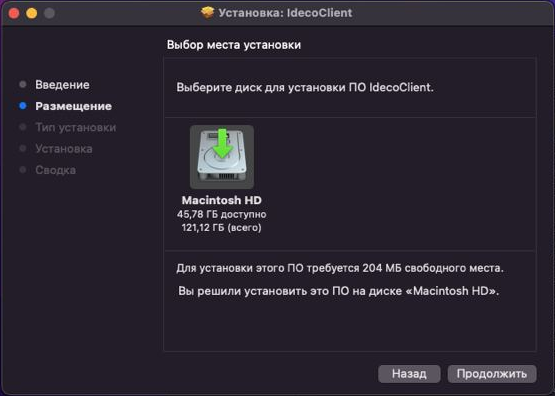 Установка: IdecoClient
Выбор места установки
Введение
Размещение
Тип установки
Установка
Сводка
Выберите диск для установки ПО IdecoClient.
Macintosh HD
45,78 ГБ доступно
121,12 ГБ (всего)
Для установки этого ПО требуется 204 МБ свободного места.
Вы решили установить это ПО на диске «Macintosh HD».
Назад
Продолжить